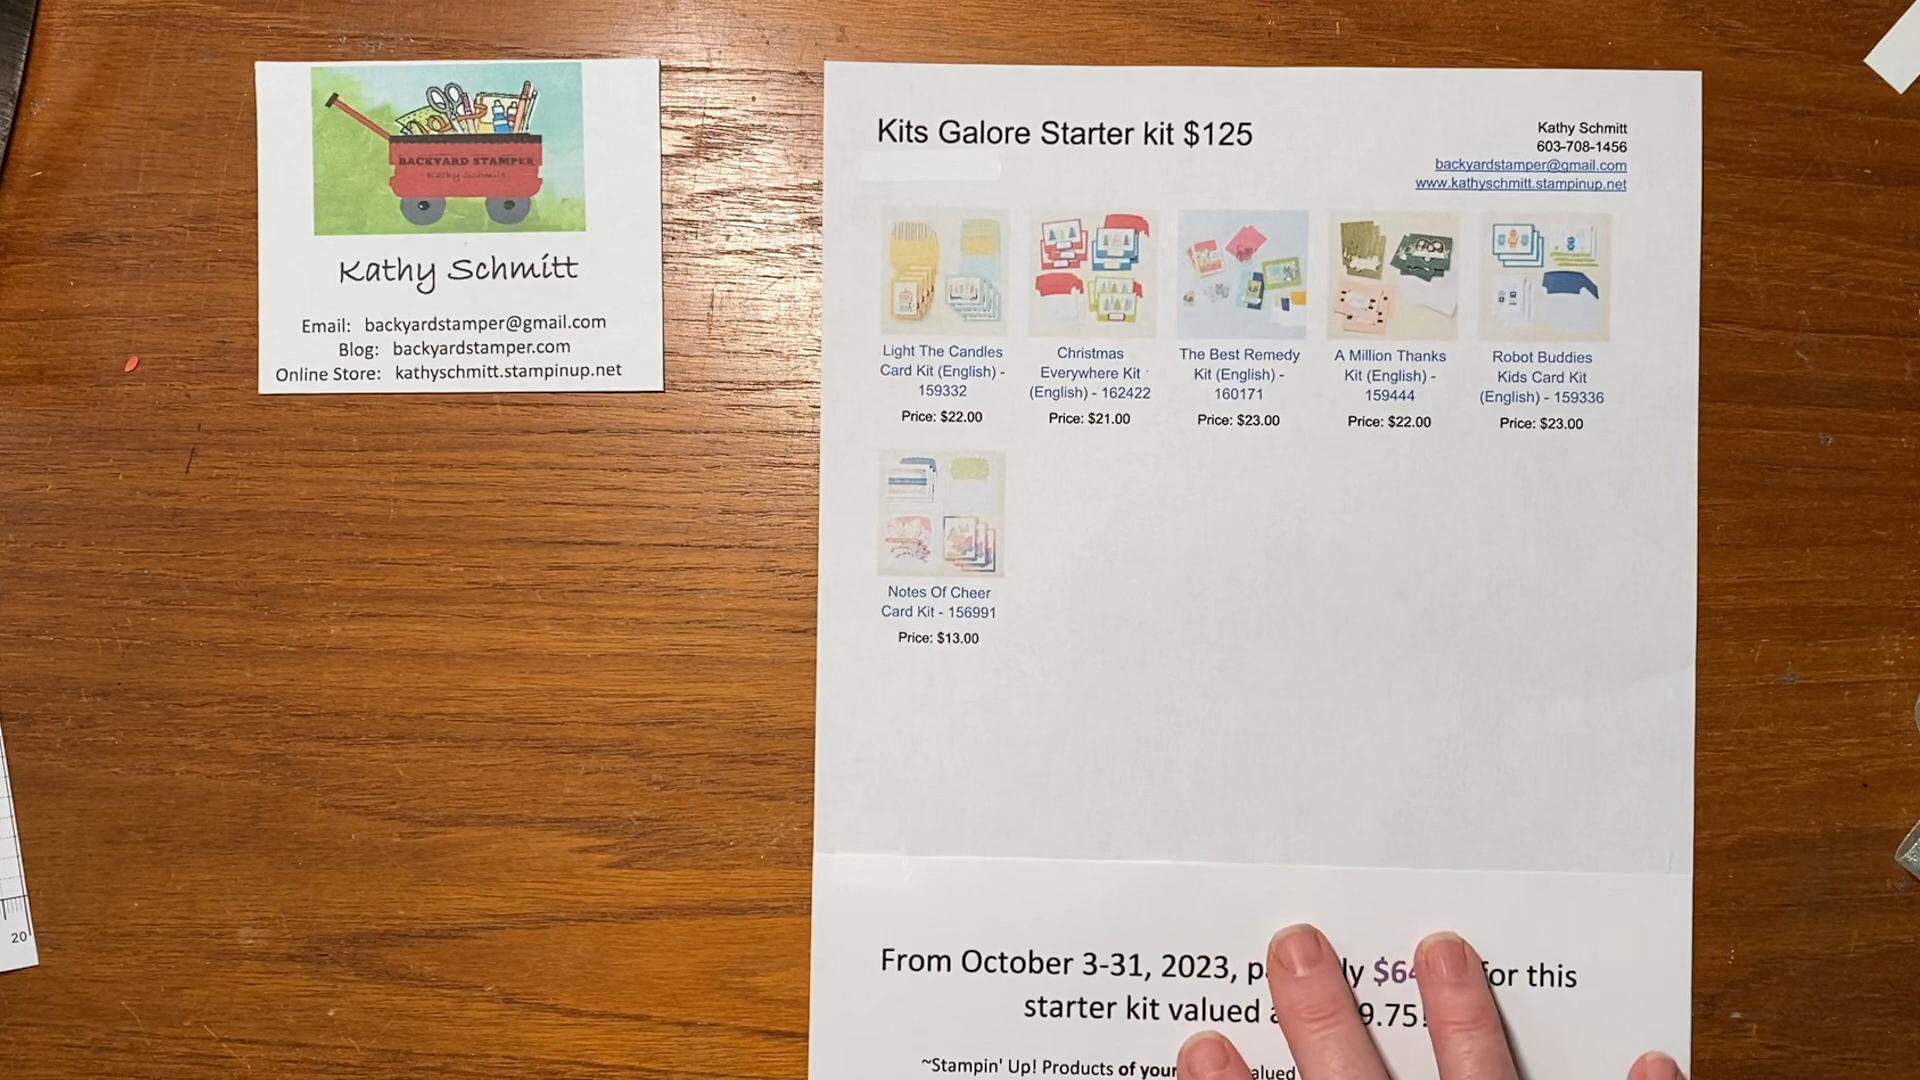 BACKYARD STAMPER
Kathy Schmitt
Kathy Schmitt
Email: backyardstamper@gmail.com
Blog: backyardstamper.com
Online Store: kathyschmitt.stampinup.net
Kits Galore Starter kit $125
Kathy Schmitt
603-708-1456
backyardstamper@gmail.com
www.kathyschmitt.stampinup.net
Light The Candles
Card Kit (English) -
159332
Price: $22.00
Christmas
Everywhere Kit
(English) - 162422
Price: $21.00
The Best Remedy
Kit (English) -
160171
Price: $23.00
A Million Thanks
Kit (English) -
159444
Price: $22.00
Robot Buddies
Kids Card Kit
(English) - 159336
Price: $23.00
Notes Of Cheer
Card Kit - 156991
Price: $13.00
From October 3-31, 2023, for this
starter kit valued 9.75!
~Stampin' Up! Products of your
20